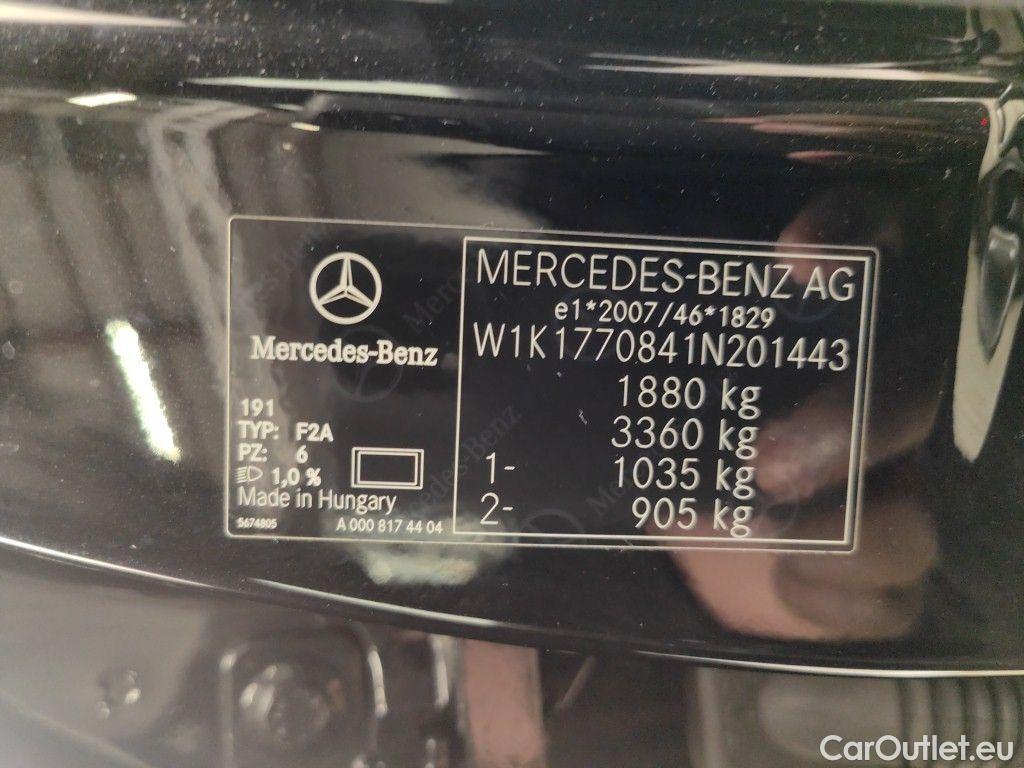 Mercedes-Benz
191
TYP: F2A
PZ: 6
1,0 %
Made in Hungary
5674805 A 000 817 44 04
MERCEDES-BENZ AG
e1*2007/46*1829
W1K1770841N201443
1880 kg
3360 kg
1- 1035 kg
2- 905 kg
CarOutlet.eu